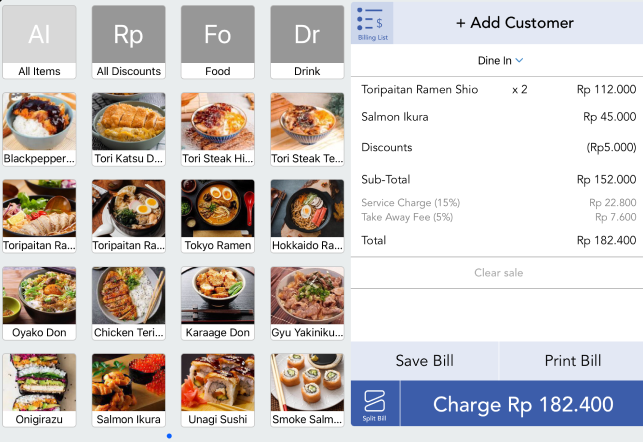 Al
Rp
Fo
Dr
All Items
All Discounts
Food
Drink
Blackpepper...
Tori Katsu D...
Tori Steak Hi...
Tori Steak Te...
Toripaitan Ra...
Toripaitan Ra...
Tokyo Ramen
Hokkaido Ra...
Oyako Don
Chicken Teri...
Karaage Don
Gyu Yakiniku...
Onigirazu
Salmon Ikura
Unagi Sushi
Smoke Salm...
$
Billing List
+ Add Customer
Dine In
Toripaitan Ramen Shio x 2 Rp 112.000
Salmon Ikura Rp 45.000
Discounts (Rp5.000)
Sub-Total Rp 152.000
Service Charge (15%) Rp 22.800
Take Away Fee (5%) Rp 7.600
Total Rp 182.400
Clear sale
Save Bill
Print Bill
Split Bill
Charge Rp 182.400